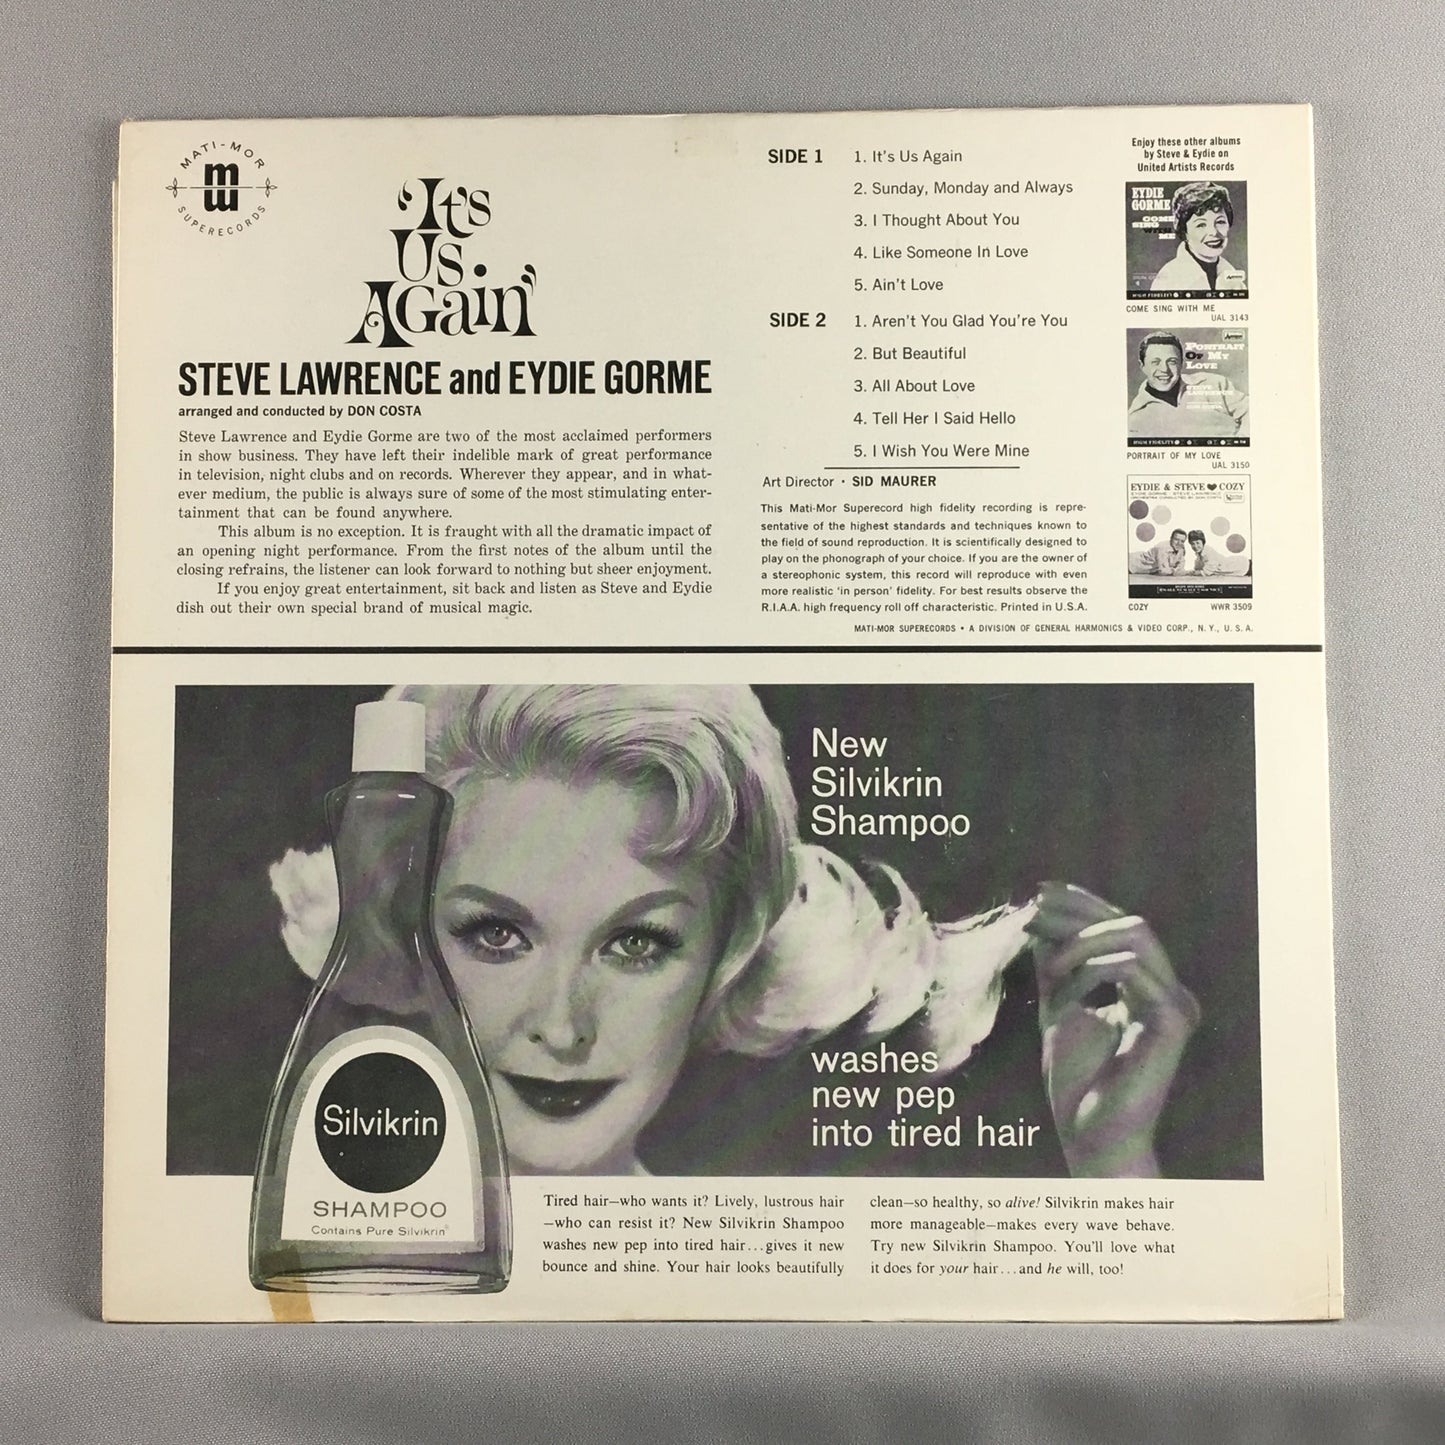 MATI-MOR
m
SUPERECORDS
'It's
Us
Again'
STEVE LAWRENCE and EYDIE GORME
arranged and conducted by DON COSTA
Steve Lawrence and Eydie Gorme are two of the most acclaimed performers
in show business. They have left their indelible mark of great performance
in television, night clubs and on records. Wherever they appear, and in what-
ever medium, the public is always sure of some of the most stimulating enter-
tainment that can be found anywhere.
This album is no exception. It is fraught with all the dramatic impact of
an opening night performance. From the first notes of the album until the
closing refrains, the listener can look forward to nothing but sheer enjoyment.
If you enjoy great entertainment, sit back and listen as Steve and Eydie
dish out their own special brand of musical magic.
SIDE 1
1. It's Us Again
2. Sunday, Monday and Always
3. I Thought About You
4. Like Someone In Love
5. Ain't Love
SIDE 2
1. Aren't You Glad You're You
2. But Beautiful
3. All About Love
4. Tell Her I Said Hello
5. I Wish You Were Mine
Art Director • SID MAURER
This Mati-Mor Superecord high fidelity recording is repre-
sentative of the highest standards and techniques known to
the field of sound reproduction. It is scientifically designed to
play on the phonograph of your choice. If you are the owner of
a stereophonic system, this record will reproduce with even
more realistic 'in person' fidelity. For best results observe the
R.I.A.A. high frequency roll off characteristic. Printed in U.S.A.
MATI-MOR SUPERECORDS • A DIVISION OF GENERAL HARMONICS & VIDEO CORP., N. Y., U. S. A.
Enjoy these other albums
by Steve & Eydie on
United Artists Records
EYDIE
GORME
COME
SING WITH
ME
HIGH FIDELITY
COME SING WITH ME
UAL 3143
PORTRAIT
OF MY
LOVE
STEVE
LAWRENCE
HIGH FIDELITY
PORTRAIT OF MY LOVE
UAL 3150
EYDIE & STEVE ♥ COZY
COZY WWR 3509
New
Silvikrin
Shampoo
washes
new pep
into tired hair
Silvikrin
SHAMPOO
Contains Pure Silvikrin®
Tired hair—who wants it? Lively, lustrous hair
—who can resist it? New Silvikrin Shampoo
washes new pep into tired hair...gives it new
bounce and shine. Your hair looks beautifully
clean—so healthy, so alive! Silvikrin makes hair
more manageable—makes every wave behave.
Try new Silvikrin Shampoo. You'll love what
it does for your hair...and he will, too!